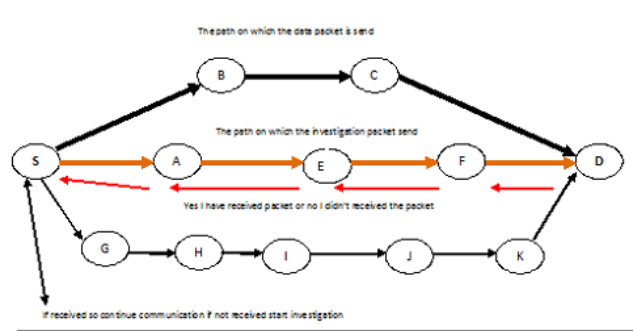 The path on which the data packet is send
B
C
The path on which the investigation packet send
S
A
E
F
D
Yes I have received packet or no I didn't received the packet
G
H
I
J
K
If received so continue communication if not received start investigation